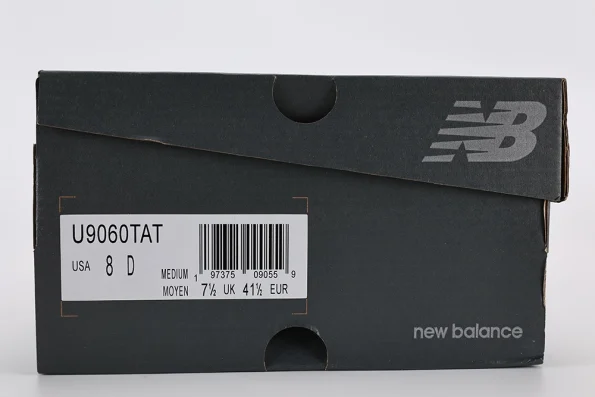 NB
U9060TAT
USA 8 D
MEDIUM 1 97375 09055 9
MOYEN 7½ UK 41½ EUR
new balance